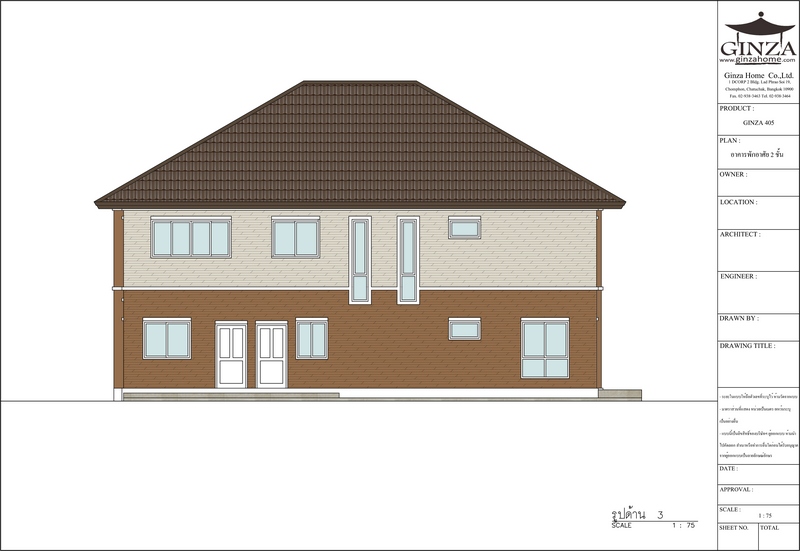 GINZA
www.ginzahome.com
Ginza Home Co.,Ltd.
1 DCORP 2 Bldg. Lad Phrao Soi 19,
Chomphon, Chatuchak, Bangkok 10900
Fax. 02-938-3463 Tel. 02-938-3464
PRODUCT :
GINZA 405
PLAN :
อาคารพักอาศัย 2 ชั้น
OWNER :
LOCATION :
ARCHITECT :
ENGINEER :
DRAWN BY :
DRAWING TITLE :
DATE :
APPROVAL :
SCALE :
1 : 75
SHEET NO.
TOTAL
รูปด้าน 3
SCALE 1 : 75